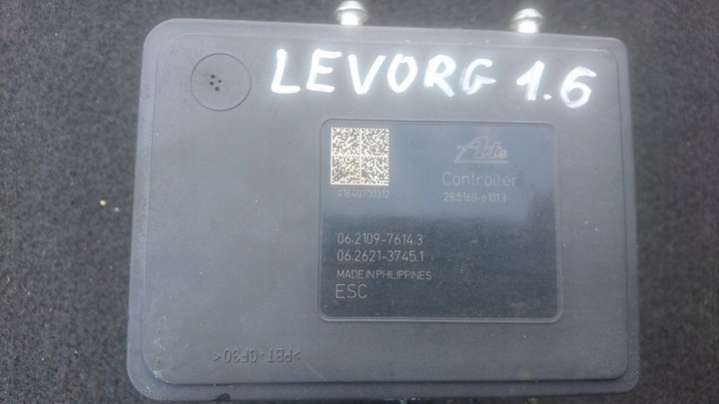 LEVORG 1.6
Ate
Controller
06.2109-7614.3
06.2621-3745.1
MADE IN PHILIPPINES
ESC
>PBT-GF30<